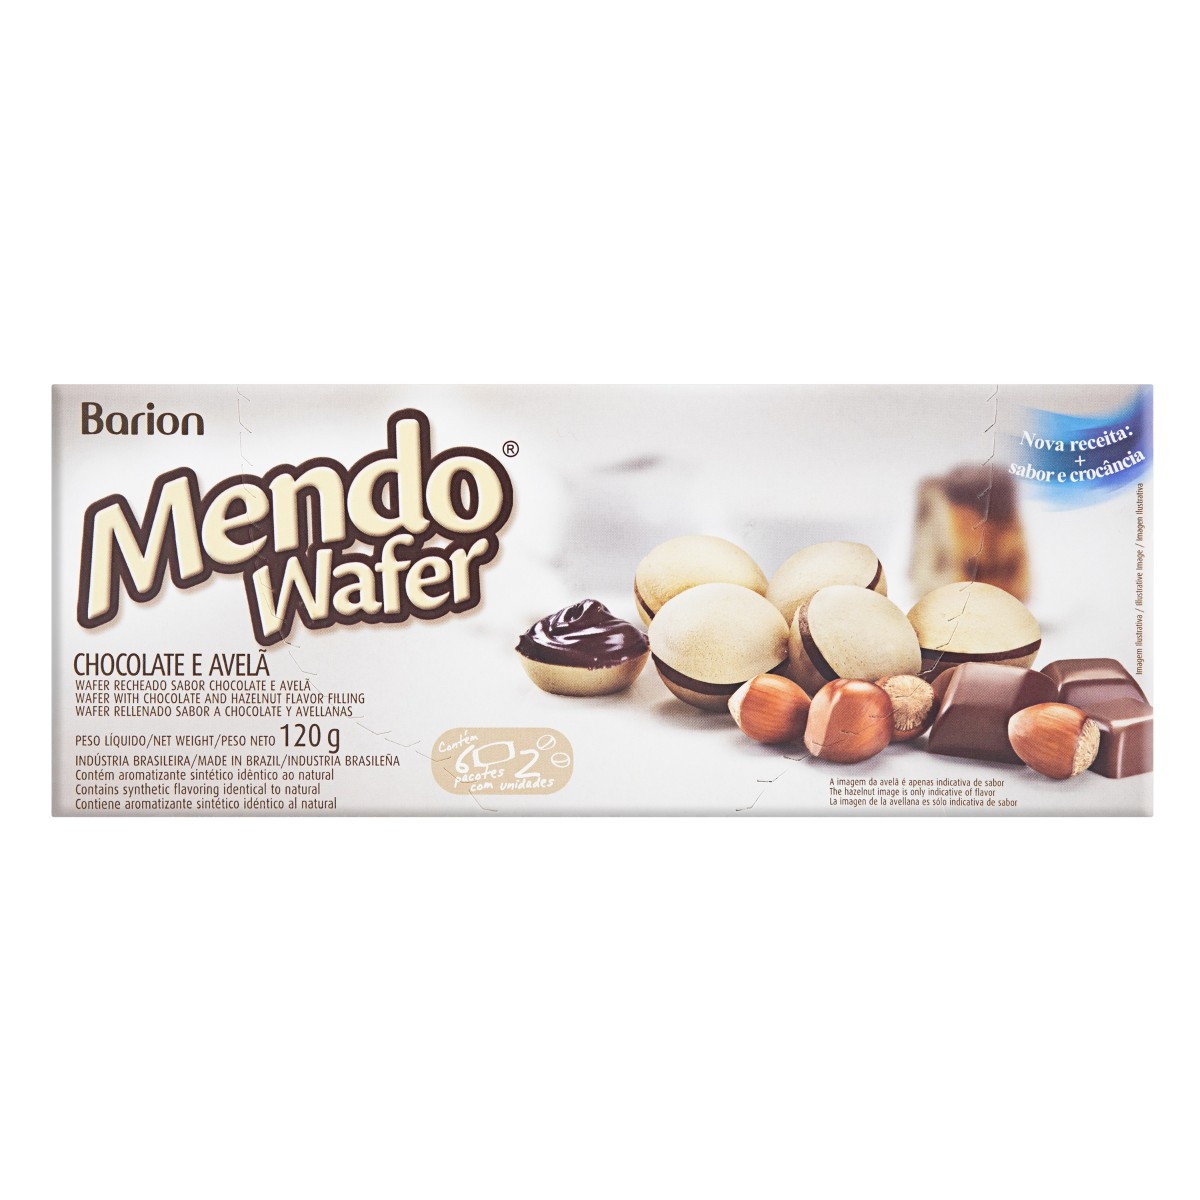 Barion
Mendo®
Wafer
CHOCOLATE E AVELÃ
WAFER RECHEADO SABOR CHOCOLATE E AVELÃ
WAFER WITH CHOCOLATE AND HAZELNUT FLAVOR FILLING
WAFER RELLENADO SABOR A CHOCOLATE Y AVELLANAS
PESO LÍQUIDO/NET WEIGHT/PESO NETO 120 g
INDÚSTRIA BRASILEIRA/MADE IN BRAZIL/INDUSTRIA BRASILEÑA
Contém aromatizante sintético idêntico ao natural
Contains synthetic flavoring identical to natural
Contiene aromatizante sintético idéntico al natural
Contém
6 2
pacotes
com unidades
Nova receita:
+
sabor e crocância
Imagem Ilustrativa / Illustrative Image / Imagen Ilustrativa
A imagem da avelã é apenas indicativa de sabor
The hazelnut image is only indicative of flavor
La imagen de la avellana es sólo indicativa de sabor